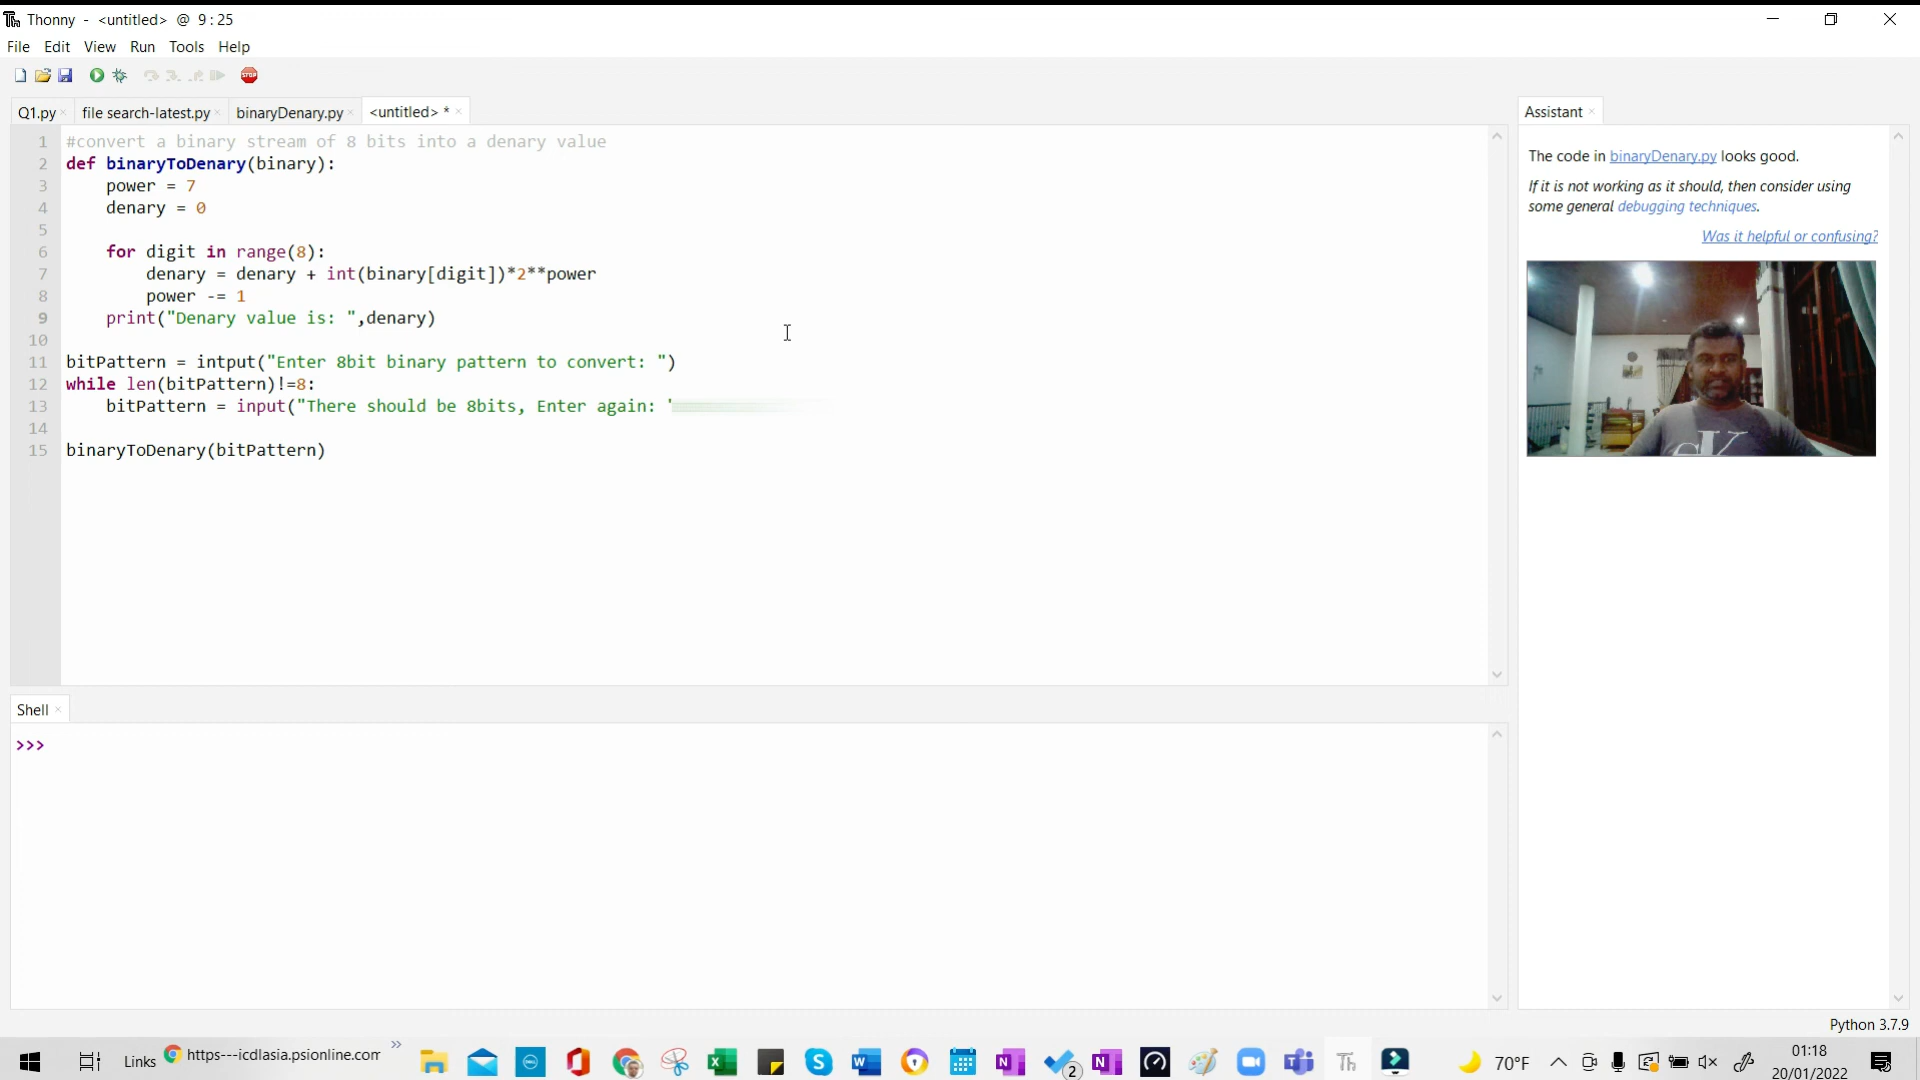 Thonny - <untitled> @ 9:25
File Edit View Run Tools Help
STOP
Q1.py × file search-latest.py × binaryDenary.py × <untitled> * ×
Assistant ×
1 #convert a binary stream of 8 bits into a denary value
2 def binaryToDenary(binary):
3     power = 7
4     denary = 0
5
6     for digit in range(8):
7         denary = denary + int(binary[digit])*2**power
8         power -= 1
9     print("Denary value is: ",denary)
10
11 bitPattern = intput("Enter 8bit binary pattern to convert: ")
12 while len(bitPattern)!=8:
13     bitPattern = input("There should be 8bits, Enter again: "
14
15 binaryToDenary(bitPattern)
The code in binaryDenary.py looks good.
If it is not working as it should, then consider using
some general debugging techniques.
Was it helpful or confusing?
Shell ×
>>>
Python 3.7.9
Links https---icdlasia.psionline.com »
2
Th
70°F
01:18
20/01/2022